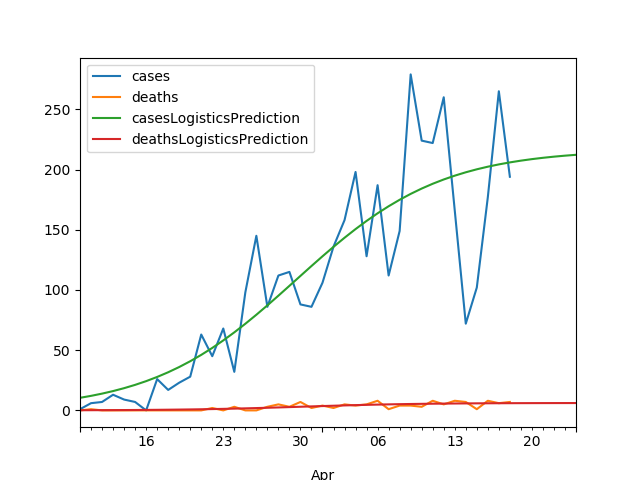 cases
deaths
casesLogisticsPrediction
deathsLogisticsPrediction
250
200
150
100
50
0
16 23 30 06 13 20
Apr